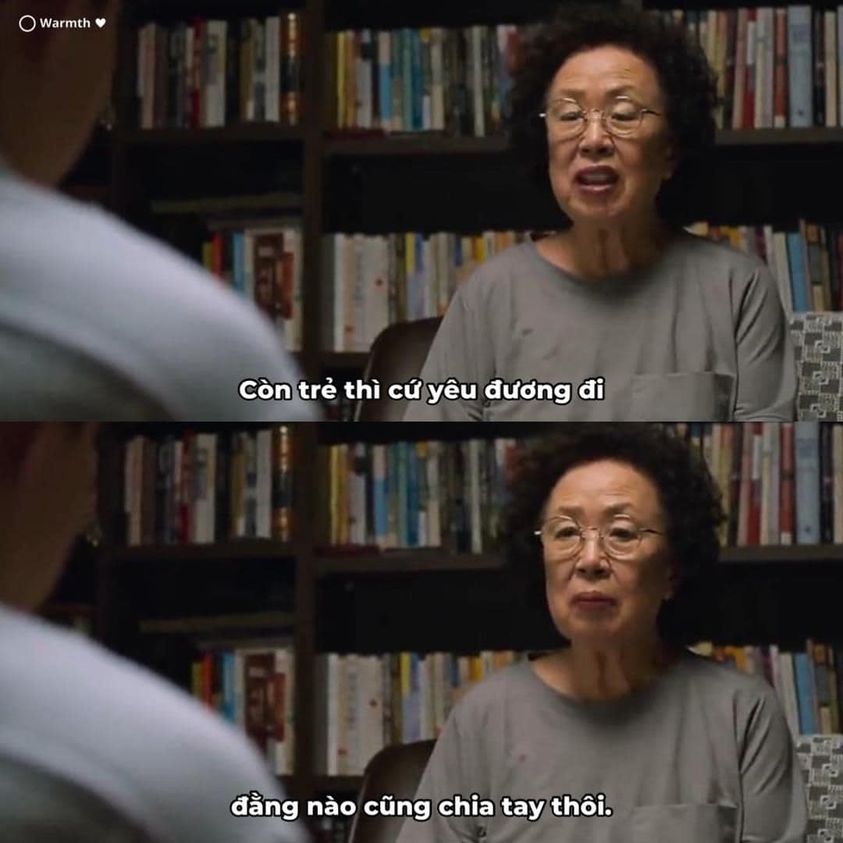 Warmth ♥
Còn trẻ thì cứ yêu đương đi
đằng nào cũng chia tay thôi.